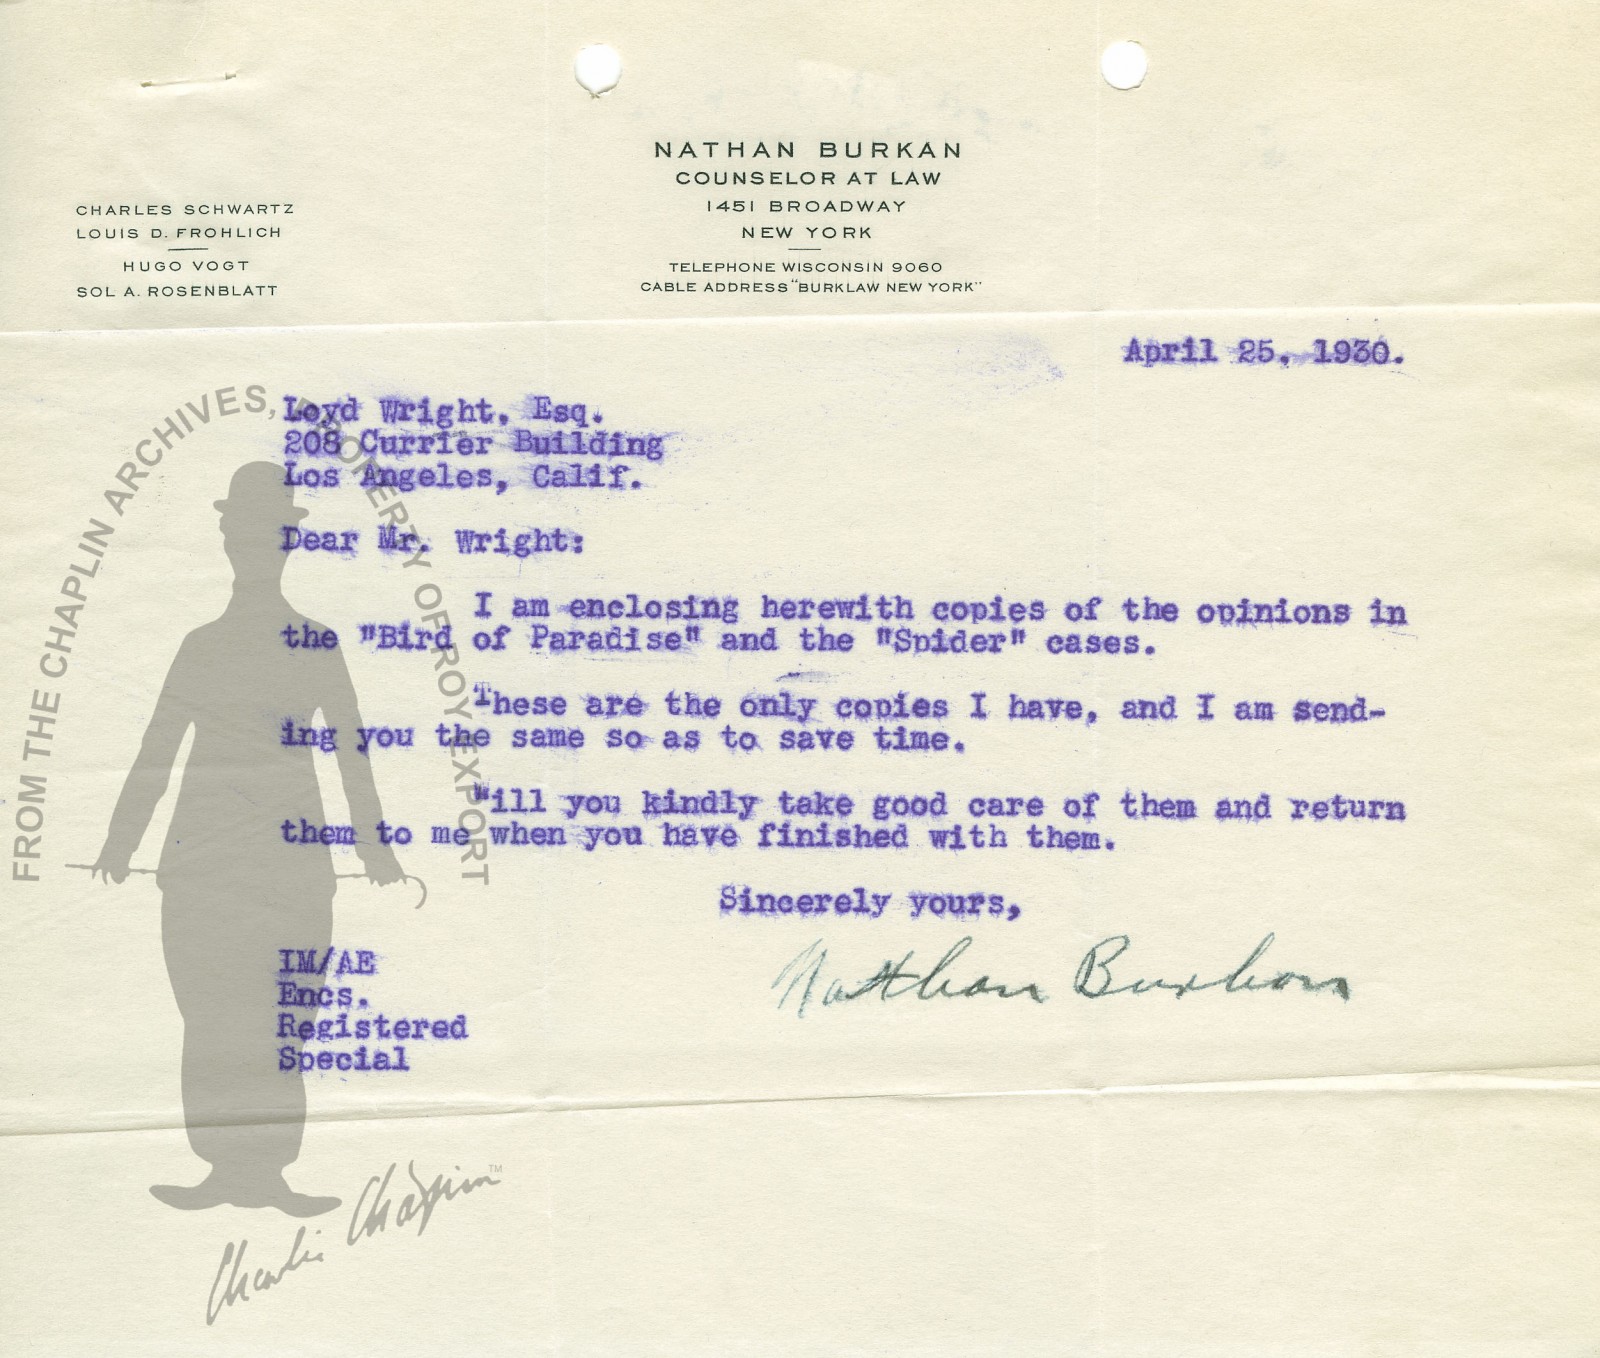 NATHAN BURKAN
COUNSELOR AT LAW
1451 BROADWAY
NEW YORK
TELEPHONE WISCONSIN 9060
CABLE ADDRESS "BURKLAW NEW YORK"
CHARLES SCHWARTZ
LOUIS D. FROHLICH
HUGO VOGT
SOL A. ROSENBLATT
April 25, 1930.
Loyd Wright, Esq.
208 Currier Building
Los Angeles, Calif.
Dear Mr. Wright:
I am enclosing herewith copies of the opinions in
the "Bird of Paradise" and the "Spider" cases.
These are the only copies I have, and I am send-
ing you the same so as to save time.
Will you kindly take good care of them and return
them to me when you have finished with them.
Sincerely yours,
Nathan Burkan
IM/AE
Encs.
Registered
Special
FROM THE CHAPLIN ARCHIVES, PROPERTY OF ROY EXPORT
Charlie Chaplin™